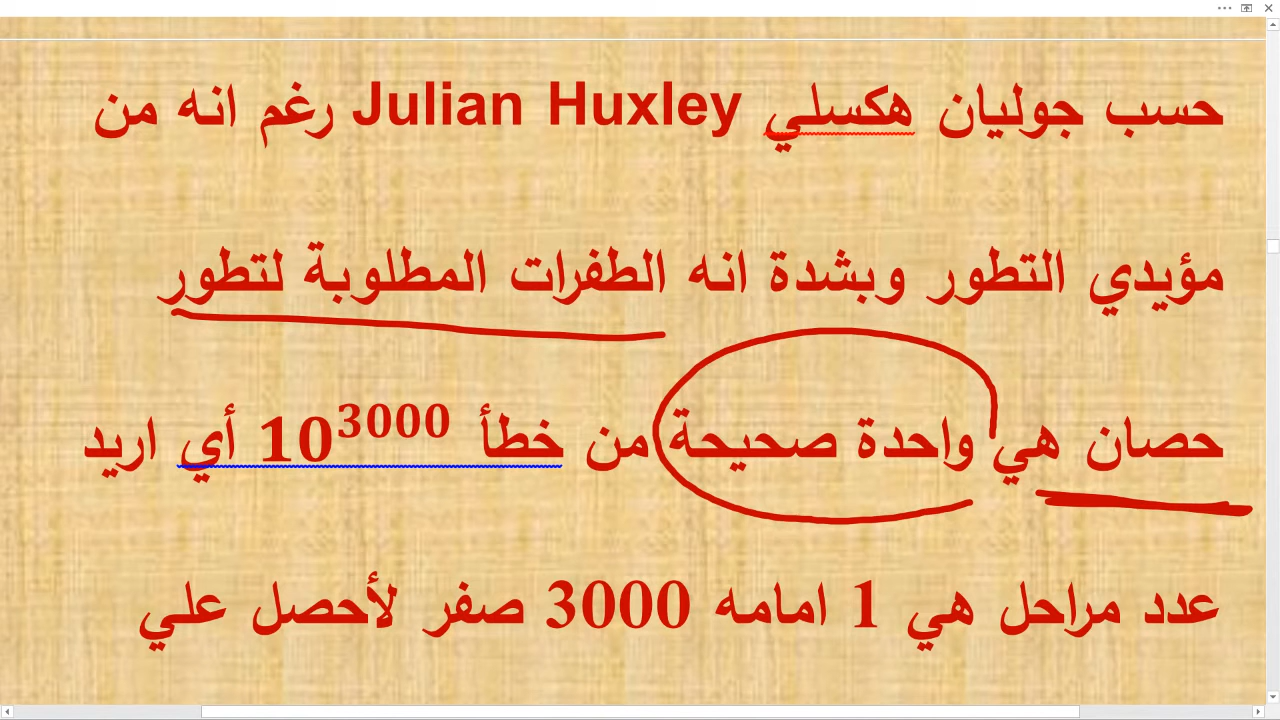 حسب جوليان هكسلي Julian Huxley رغم انه من
مؤيدي التطور وبشدة انه الطفرات المطلوبة لتطور
حصان هي واحدة صحيحة من خطأ 10³⁰⁰⁰ أي اريد
عدد مراحل هي 1 امامه 3000 صفر لأحصل علي